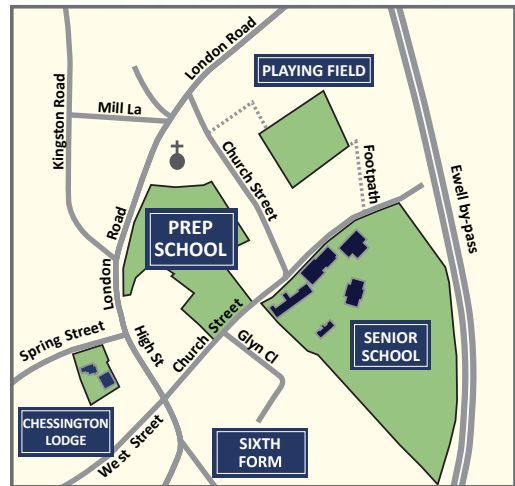 London Road
PLAYING FIELD
Kingston Road
Mill La
Church Street
Footpath
Ewell by-pass
PREP
SCHOOL
London Road
Church Street
Spring Street
High St
Glyn Cl
SENIOR
SCHOOL
CHESSINGTON
LODGE
West Street
SIXTH
FORM